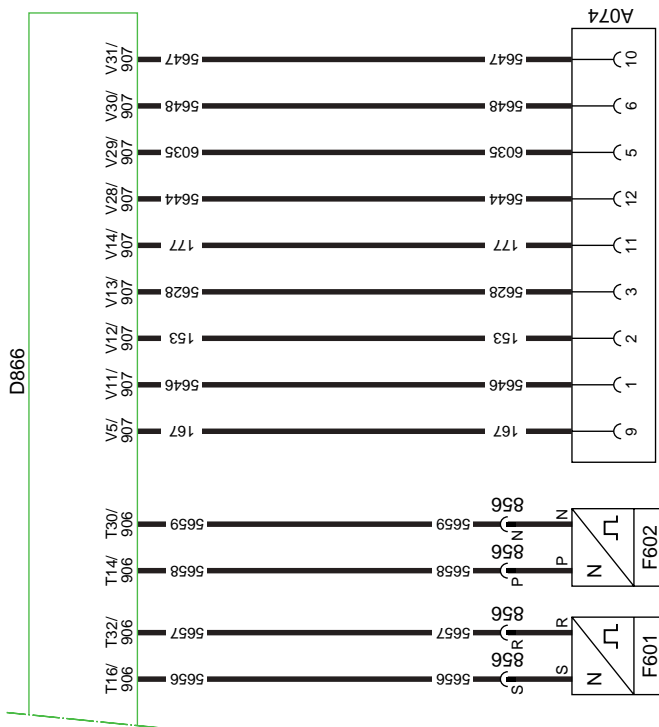 D866
A074
V31/
907
5647
5647
10
V30/
907
5648
5648
6
V29/
907
6035
6035
5
V28/
907
5644
5644
12
V14/
907
177
177
11
V13/
907
5628
5628
3
V12/
907
153
153
2
V11/
907
5646
5646
1
V5/
907
167
167
9
T30/
906
5659
5659
856
N
N
T14/
906
5658
5658
856
P
P
N
F602
T32/
906
5657
5657
856
R
R
T16/
906
5656
5656
856
S
S
N
F601